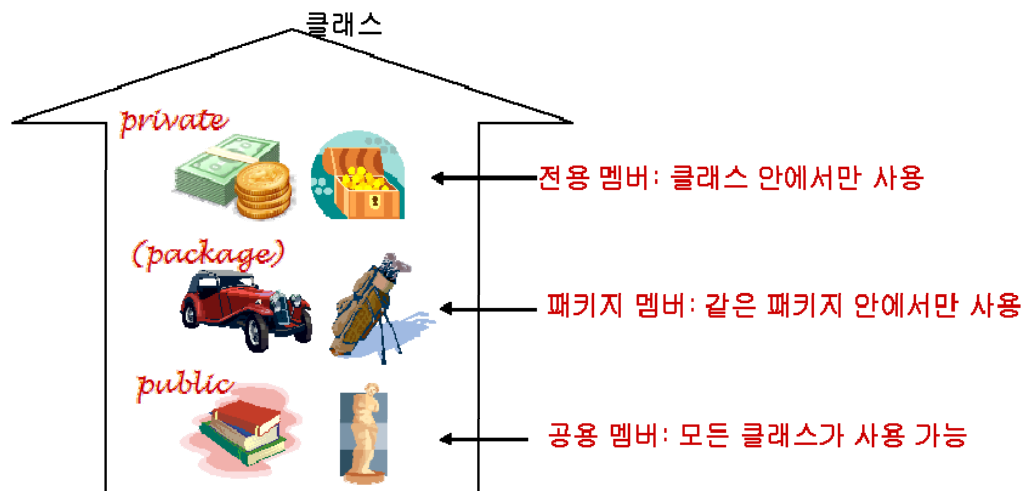 클래스
private
전용 멤버: 클래스 안에서만 사용
(package)
패키지 멤버: 같은 패키지 안에서만 사용
public
공용 멤버: 모든 클래스가 사용 가능